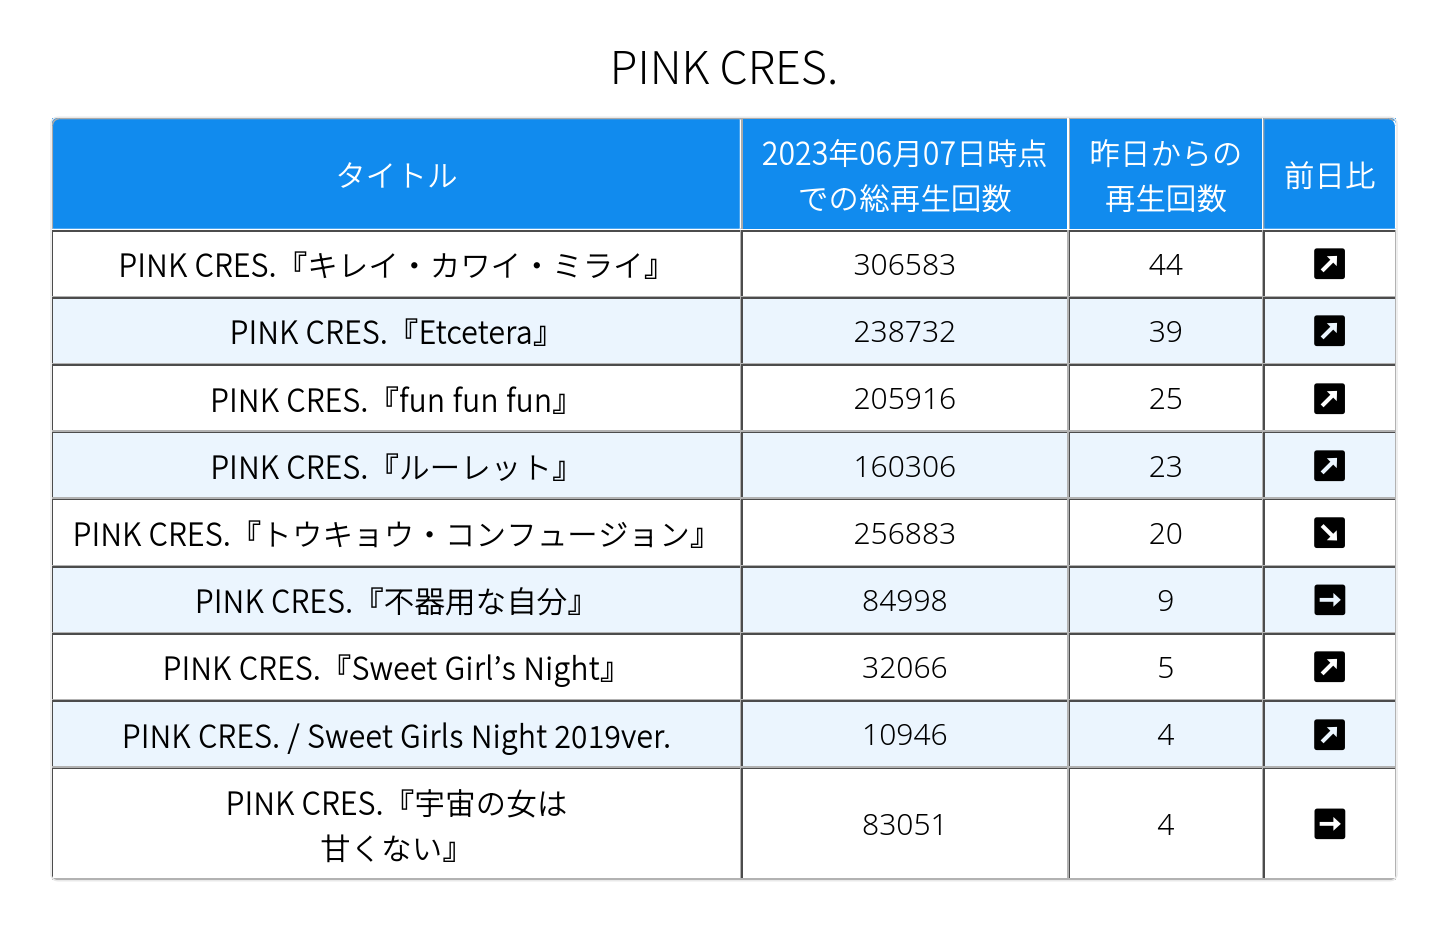 PINK CRES.
タイトル
2023年06月07日時点
での総再生回数
昨日からの
再生回数
前日比
PINK CRES.『キレイ・カワイ・ミライ』 306583 44
PINK CRES.『Etcetera』 238732 39
PINK CRES.『fun fun fun』 205916 25
PINK CRES.『ルーレット』 160306 23
PINK CRES.『トウキョウ・コンフュージョン』 256883 20
PINK CRES.『不器用な自分』 84998 9
PINK CRES.『Sweet Girl’s Night』 32066 5
PINK CRES. / Sweet Girls Night 2019ver. 10946 4
PINK CRES.『宇宙の女は
甘くない』 83051 4